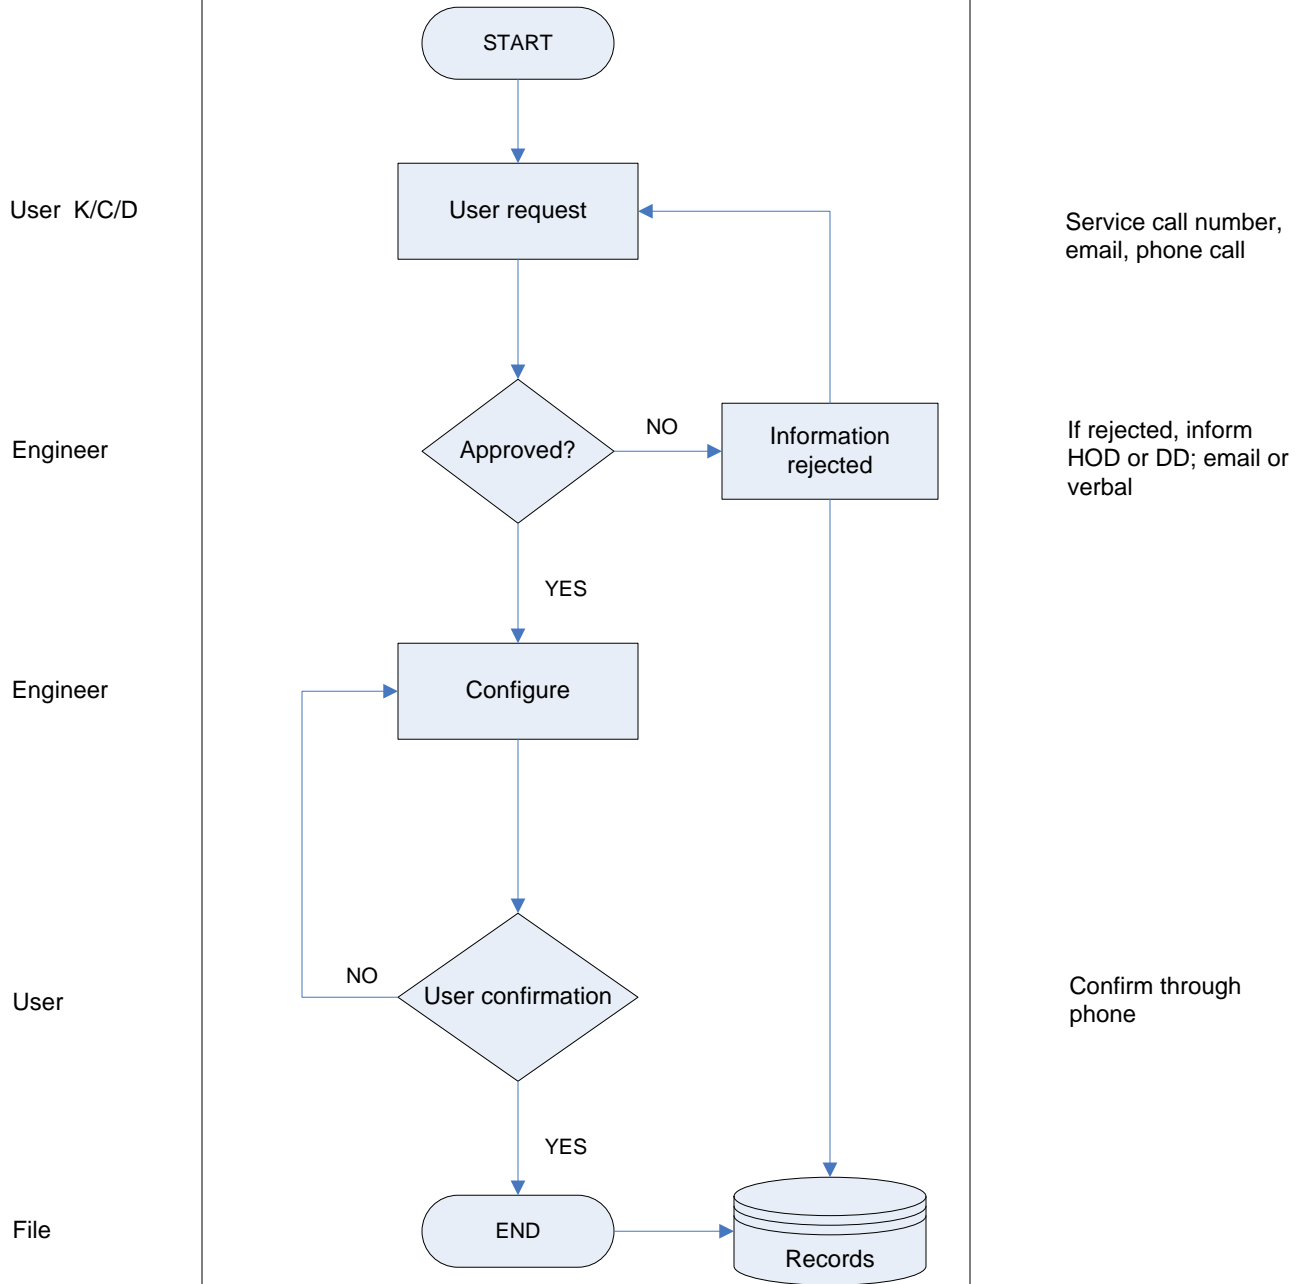 START
User K/C/D
User request
Service call number,
email, phone call
Engineer
Approved?
NO
Information
rejected
If rejected, inform
HOD or DD; email or
verbal
YES
Engineer
Configure
NO
User
User confirmation
Confirm through
phone
YES
File
END
Records